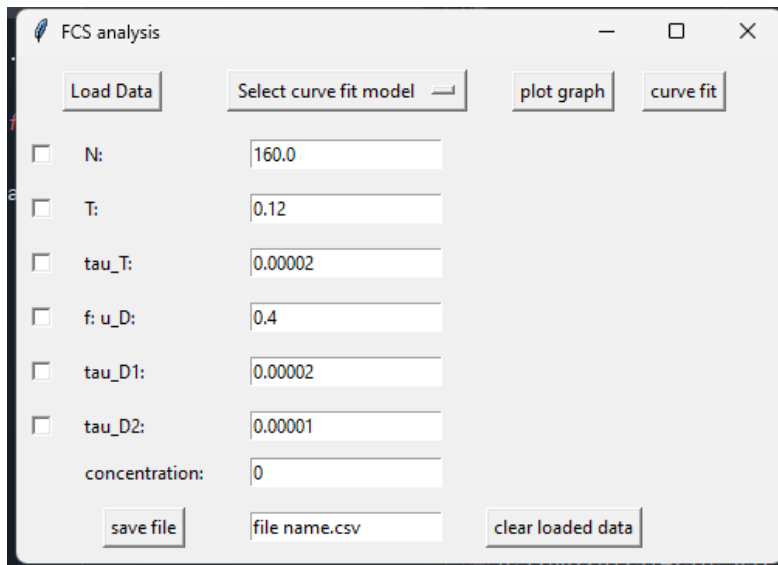 FCS analysis
Load Data Select curve fit model plot graph curve fit
N: 160.0
T: 0.12
tau_T: 0.00002
f: u_D: 0.4
tau_D1: 0.00002
tau_D2: 0.00001
concentration: 0
save file file name.csv clear loaded data